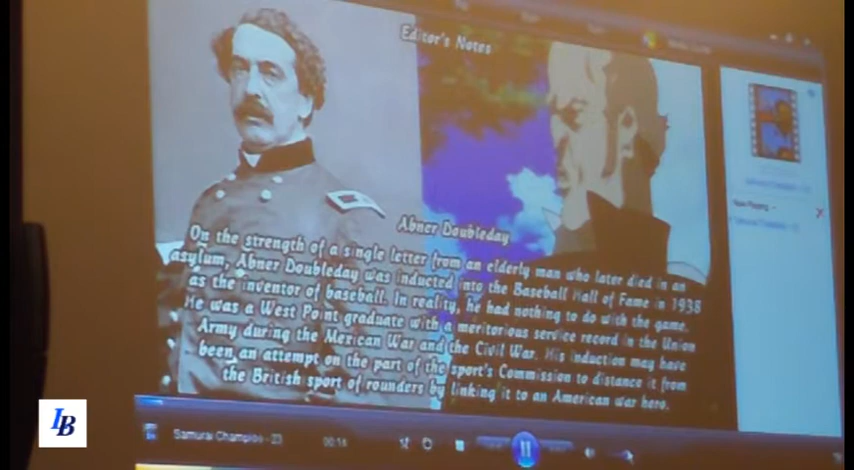 Editor's Notes
Abner Doubleday
On the strength of a single letter from an elderly man who later died in an
asylum, Abner Doubleday was inducted into the Baseball Hall of Fame in 1938
as the inventor of baseball. In reality, he had nothing to do with the game.
He was a West Point graduate with a meritorious service record in the Union
Army during the Mexican War and the Civil War. His induction may have
been an attempt on the part of the sport's Commission to distance it from
the British sport of rounders by linking it to an American war hero.
Now Playing
Samurai Champloo - 23
00:16
IB